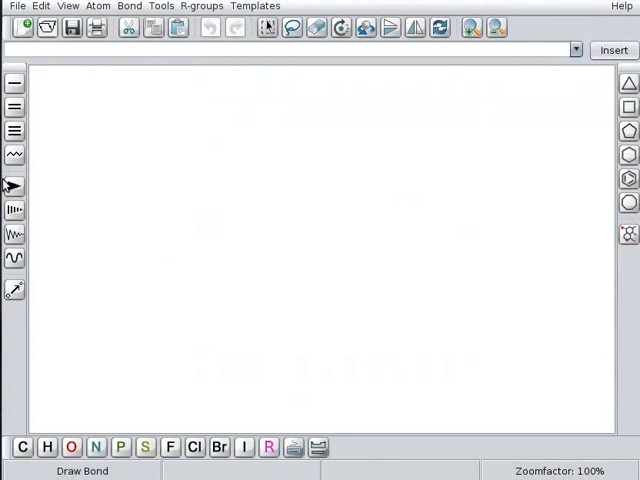 File Edit View Atom Bond Tools R-groups Templates Help
Insert
C H O N P S F Cl Br I R
Draw Bond Zoomfactor: 100%